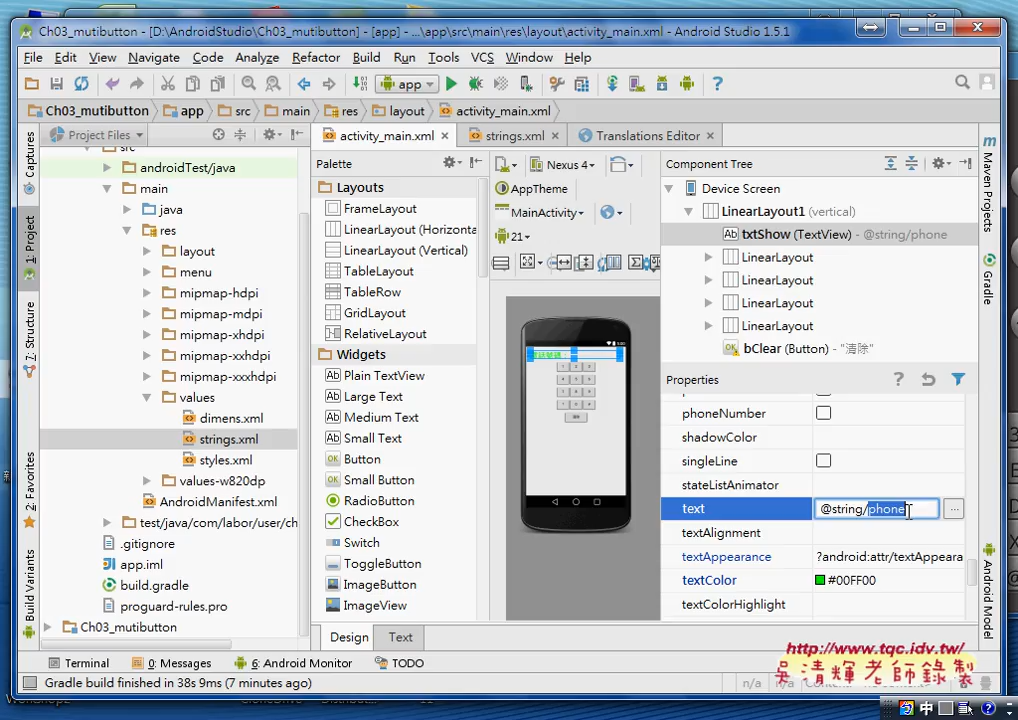 Ch03_mutibutton - [D:\AndroidStudio\Ch03_mutibutton] - [app] - ...\app\src\main\res\layout\activity_main.xml - Android Studio 1.5.1
File Edit View Navigate Code Analyze Refactor Build Run Tools VCS Window Help
app
Ch03_mutibutton app src main res layout activity_main.xml
Project Files
activity_main.xml
strings.xml
Translations Editor
Captures
1: Project
7: Structure
2: Favorites
Build Variants
src
androidTest/java
main
java
res
layout
menu
mipmap-hdpi
mipmap-mdpi
mipmap-xhdpi
mipmap-xxhdpi
mipmap-xxxhdpi
values
dimens.xml
strings.xml
styles.xml
values-w820dp
AndroidManifest.xml
test/java/com/labor/user/ch
.gitignore
app.iml
build.gradle
proguard-rules.pro
Ch03_mutibutton
Palette
Layouts
FrameLayout
LinearLayout (Horizonta
LinearLayout (Vertical)
TableLayout
TableRow
GridLayout
RelativeLayout
Widgets
Plain TextView
Large Text
Medium Text
Small Text
Button
Small Button
RadioButton
CheckBox
Switch
ToggleButton
ImageButton
ImageView
Design Text
Nexus 4
AppTheme
MainActivity
21
Component Tree
Device Screen
LinearLayout1 (vertical)
txtShow (TextView) - @string/phone
LinearLayout
LinearLayout
LinearLayout
LinearLayout
bClear (Button) - "清除"
Properties
phoneNumber
shadowColor
singleLine
stateListAnimator
text @string/phone
textAlignment
textAppearance ?android:attr/textAppeara
textColor #00FF00
textColorHighlight
Maven Projects
Gradle
Android Model
http://www.tqc.idv.tw/
吳清輝老師錄製
Terminal 0: Messages 6: Android Monitor TODO
Gradle build finished in 38s 9ms (7 minutes ago)
n/a
中